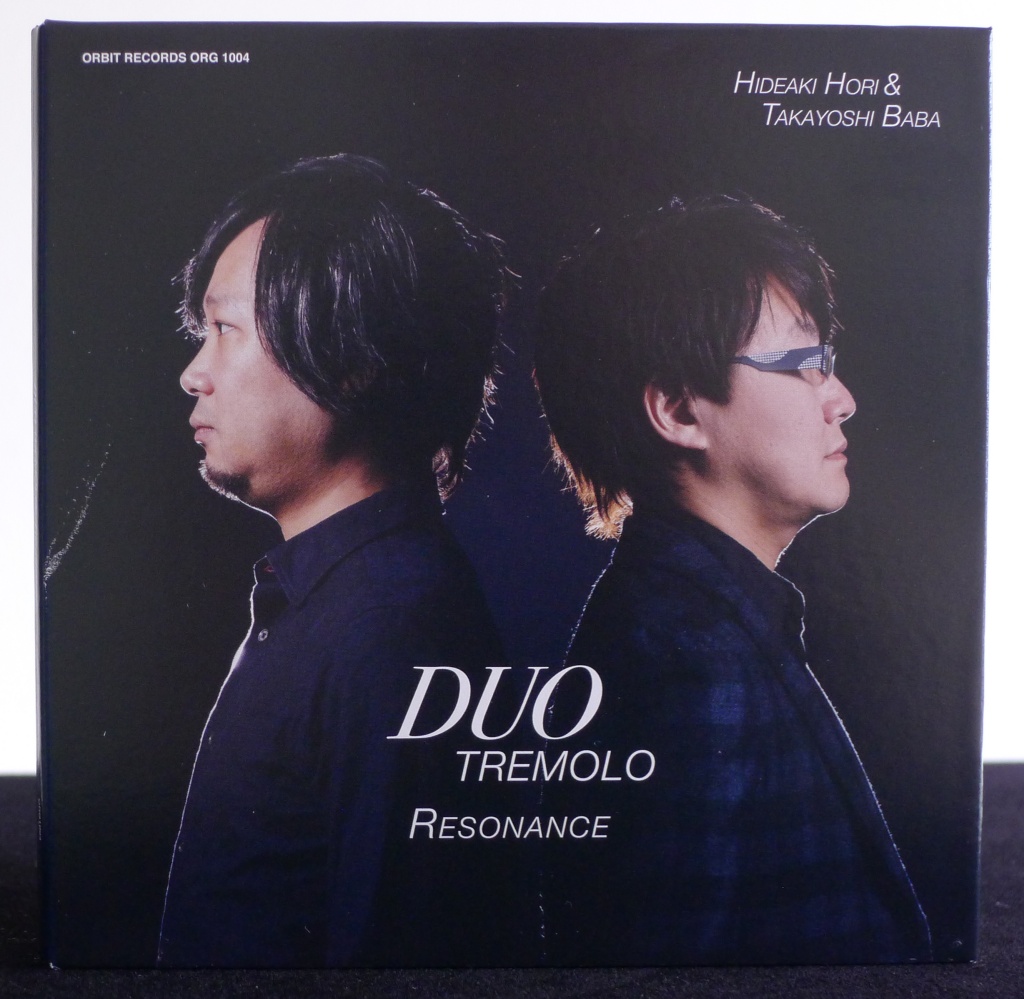 ORBIT RECORDS ORG 1004
HIDEAKI HORI &
TAKAYOSHI BABA
DUO
TREMOLO
RESONANCE